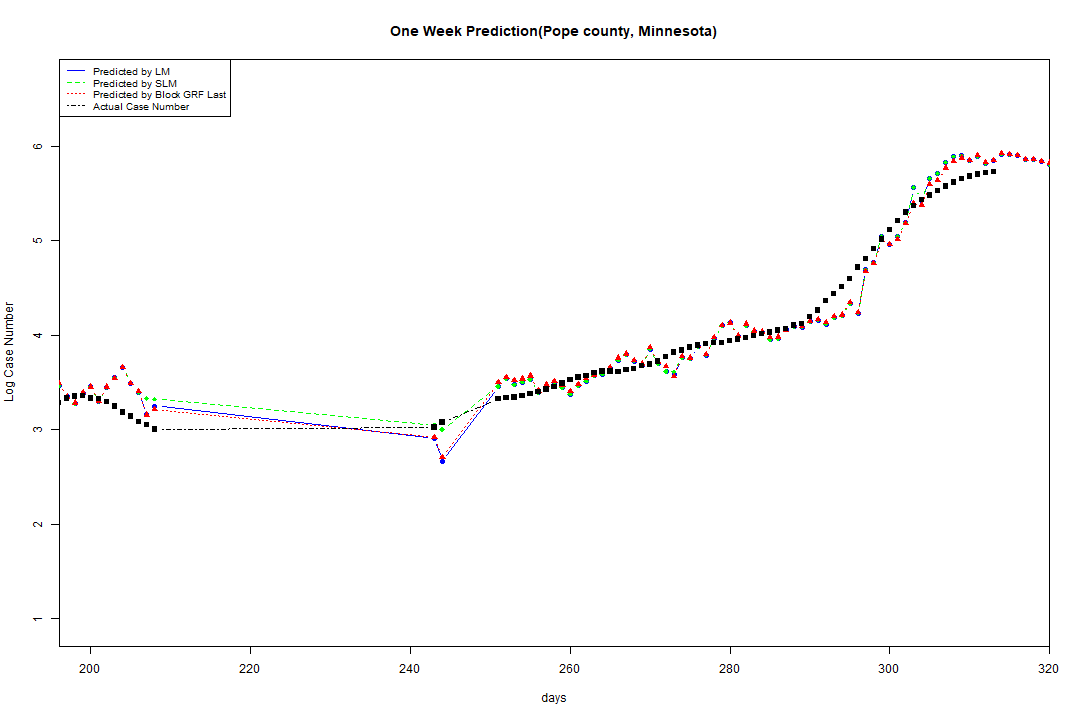 One Week Prediction(Pope county, Minnesota)
Predicted by LM
Predicted by SLM
Predicted by Block GRF Last
Actual Case Number
6
5
4
3
2
1
Log Case Number
200 220 240 260 280 300 320
days